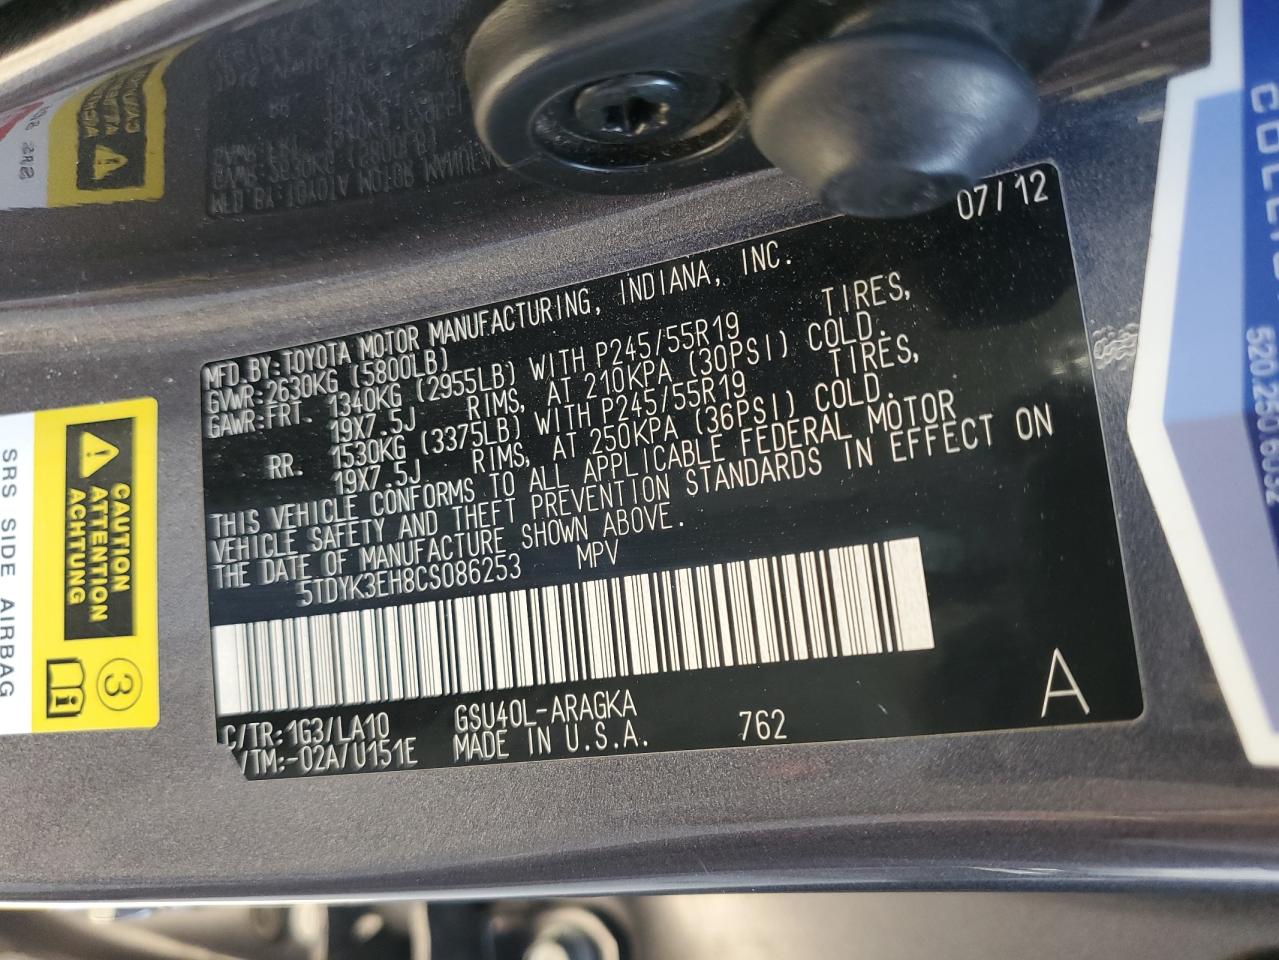 07/12
MFD BY: TOYOTA MOTOR MANUFACTURING, INDIANA, INC.
GVWR: 2630KG (5800LB)
GAWR: FRT. 1340KG (2955LB) WITH P245/55R19 TIRES,
19X7.5J RIMS, AT 210KPA (30PSI) COLD.
RR. 1530KG (3375LB) WITH P245/55R19 TIRES,
19X7.5J RIMS, AT 250KPA (36PSI) COLD.
THIS VEHICLE CONFORMS TO ALL APPLICABLE FEDERAL MOTOR
VEHICLE SAFETY AND THEFT PREVENTION STANDARDS IN EFFECT ON
THE DATE OF MANUFACTURE SHOWN ABOVE.
5TDYK3EH8CS086253 MPV
C/TR: 1G3/LA10 GSU40L-ARAGKA
/TM: -02A/U151E MADE IN U.S.A. 762
A
CAUTION
ATTENTION
ACHTUNG
3
SRS SIDE AIRBAG
520.250.6032